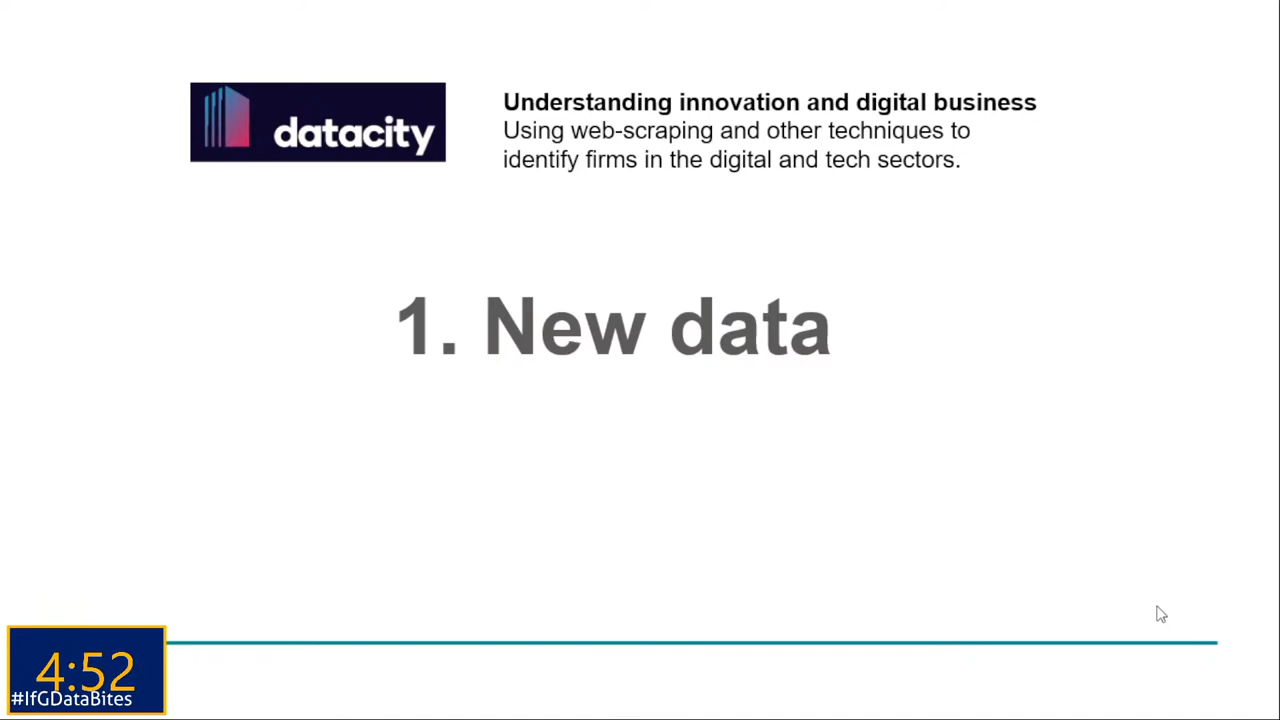 datacity
Understanding innovation and digital business
Using web-scraping and other techniques to
identify firms in the digital and tech sectors.
1. New data
4:52
#IfGDataBites